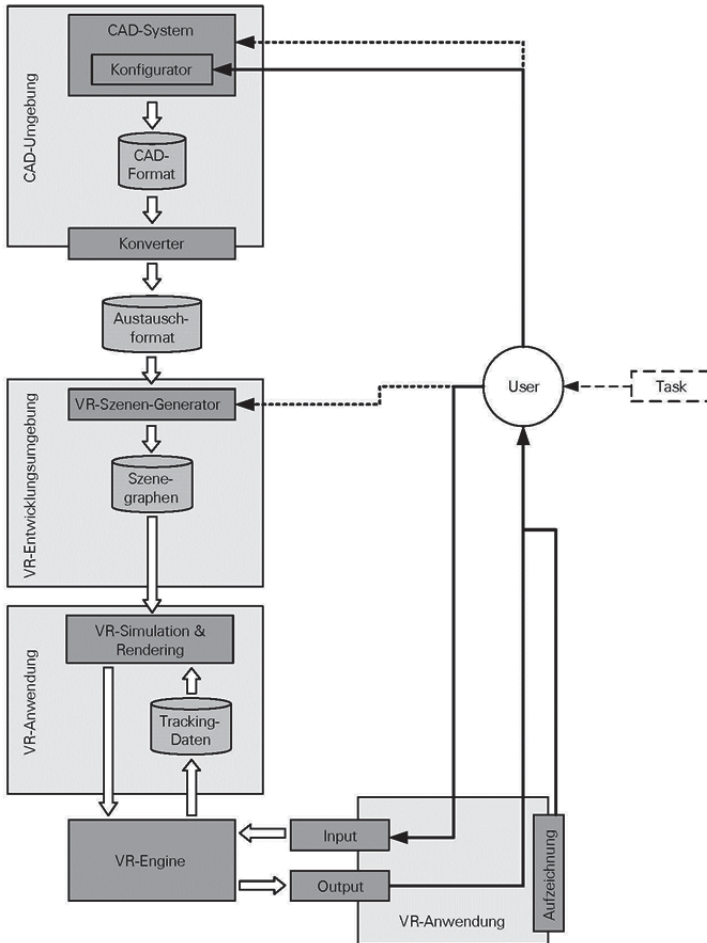 CAD-System
Konfigurator
CAD-
Format
CAD-Umgebung
Konverter
Austausch-
format
VR-Szenen-Generator
Szene-
graphen
VR-Entwicklungsumgebung
User
Task
VR-Simulation &
Rendering
Tracking-
Daten
VR-Anwendung
VR-Engine
Input
Output
Aufzeichnung
VR-Anwendung